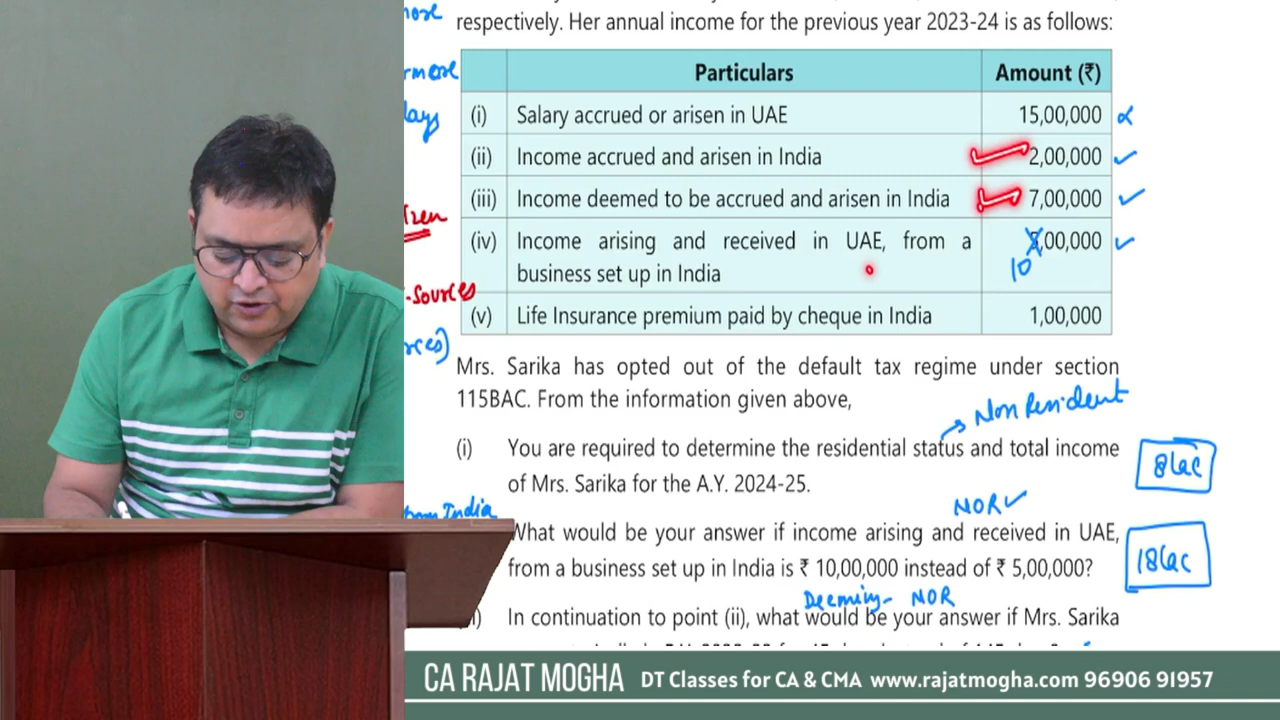 more
respectively. Her annual income for the previous year 2023-24 is as follows:
Particulars Amount (₹)
(i) Salary accrued or arisen in UAE 15,00,000
days
(ii) Income accrued and arisen in India 2,00,000
(iii) Income deemed to be accrued and arisen in India 7,00,000
(iv) Income arising and received in UAE, from a ,00,000
business set up in India 10
(v) Life Insurance premium paid by cheque in India 1,00,000
Mrs. Sarika has opted out of the default tax regime under section
115BAC. From the information given above,
Non Resident
(i) You are required to determine the residential status and total income
8 lac
of Mrs. Sarika for the A.Y. 2024-25.
NOR
from India
What would be your answer if income arising and received in UAE,
from a business set up in India is ₹ 10,00,000 instead of ₹ 5,00,000?
18 lac
Deeming - NOR
In continuation to point (ii), what would be your answer if Mrs. Sarika
CA RAJAT MOGHA DT Classes for CA & CMA www.rajatmogha.com 96906 91957